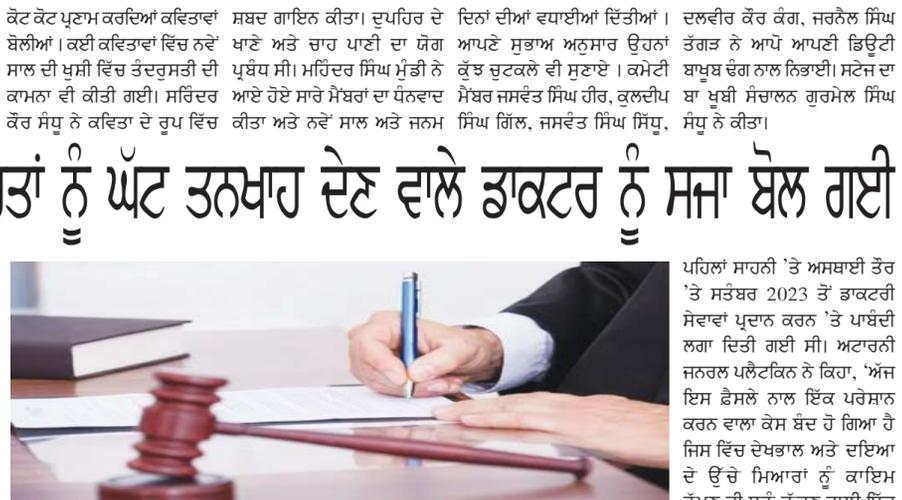 ਕੋਟ ਕੋਟ ਪ੍ਰਣਾਮ ਕਰਦਿਆਂ ਕਵਿਤਾਵਾਂ
ਬੋਲੀਆਂ । ਕਈ ਕਵਿਤਾਵਾਂ ਵਿੱਚ ਨਵੇਂ
ਸਾਲ ਦੀ ਖੁਸ਼ੀ ਵਿੱਚ ਤੰਦਰੁਸਤੀ ਦੀ
ਕਾਮਨਾ ਵੀ ਕੀਤੀ ਗਈ। ਸਰਿੰਦਰ
ਕੌਰ ਸੰਧੂ ਨੇ ਕਵਿਤਾ ਦੇ ਰੂਪ ਵਿੱਚ
ਸ਼ਬਦ ਗਾਇਨ ਕੀਤਾ। ਦੁਪਹਿਰ ਦੇ
ਖਾਣੇ ਅਤੇ ਚਾਹ ਪਾਣੀ ਦਾ ਯੋਗ
ਪ੍ਰਬੰਧ ਸੀ। ਮਹਿੰਦਰ ਸਿੰਘ ਮੁੰਡੀ ਨੇ
ਆਏ ਹੋਏ ਸਾਰੇ ਮੈਂਬਰਾਂ ਦਾ ਧੰਨਵਾਦ
ਕੀਤਾ ਅਤੇ ਨਵੇਂ ਸਾਲ ਅਤੇ ਜਨਮ
ਦਿਨਾਂ ਦੀਆਂ ਵਧਾਈਆਂ ਦਿੱਤੀਆਂ ।
ਆਪਣੇ ਸੁਭਾਅ ਅਨੁਸਾਰ ਉਹਨਾਂ
ਕੁੱਝ ਚੁਟਕਲੇ ਵੀ ਸੁਣਾਏ । ਕਮੇਟੀ
ਮੈਂਬਰ ਜਸਵੰਤ ਸਿੰਘ ਹੀਰ, ਕੁਲਦੀਪ
ਸਿੰਘ ਗਿੱਲ, ਜਸਵੰਤ ਸਿੰਘ ਸਿੱਧੂ,
ਦਲਵੀਰ ਕੌਰ ਕੰਗ, ਜਰਨੈਲ ਸਿੰਘ
ਤੱਗੜ ਨੇ ਆਪੋ ਆਪਣੀ ਡਿਊਟੀ
ਬਾਖੂਬ ਢੰਗ ਨਾਲ ਨਿਭਾਈ। ਸਟੇਜ ਦਾ
ਬਾ ਖੂਬੀ ਸੰਚਾਲਨ ਗੁਰਮੇਲ ਸਿੰਘ
ਸੰਧੂ ਨੇ ਕੀਤਾ।
ਨੂੰ ਘੱਟ ਤਨਖਾਹ ਦੇਣ ਵਾਲੇ ਡਾਕਟਰ ਨੂੰ ਸਜਾ ਬੋਲ ਗਈ
ਪਹਿਲਾਂ ਸਾਹਨੀ 'ਤੇ ਅਸਥਾਈ ਤੌਰ
'ਤੇ ਸਤੰਬਰ 2023 ਤੋਂ ਡਾਕਟਰੀ
ਸੇਵਾਵਾਂ ਪ੍ਰਦਾਨ ਕਰਨ 'ਤੇ ਪਾਬੰਦੀ
ਲਗਾ ਦਿਤੀ ਗਈ ਸੀ। ਅਟਾਰਨੀ
ਜਨਰਲ ਪਲੈਟਕਿਨ ਨੇ ਕਿਹਾ, 'ਅੱਜ
ਇਸ ਫ਼ੈਸਲੇ ਨਾਲ ਇੱਕ ਪਰੇਸ਼ਾਨ
ਕਰਨ ਵਾਲਾ ਕੇਸ ਬੰਦ ਹੋ ਗਿਆ ਹੈ
ਜਿਸ ਵਿੱਚ ਦੇਖਭਾਲ ਅਤੇ ਦਇਆ
ਦੇ ਉੱਚੇ ਮਿਆਰਾਂ ਨੂੰ ਕਾਇਮ